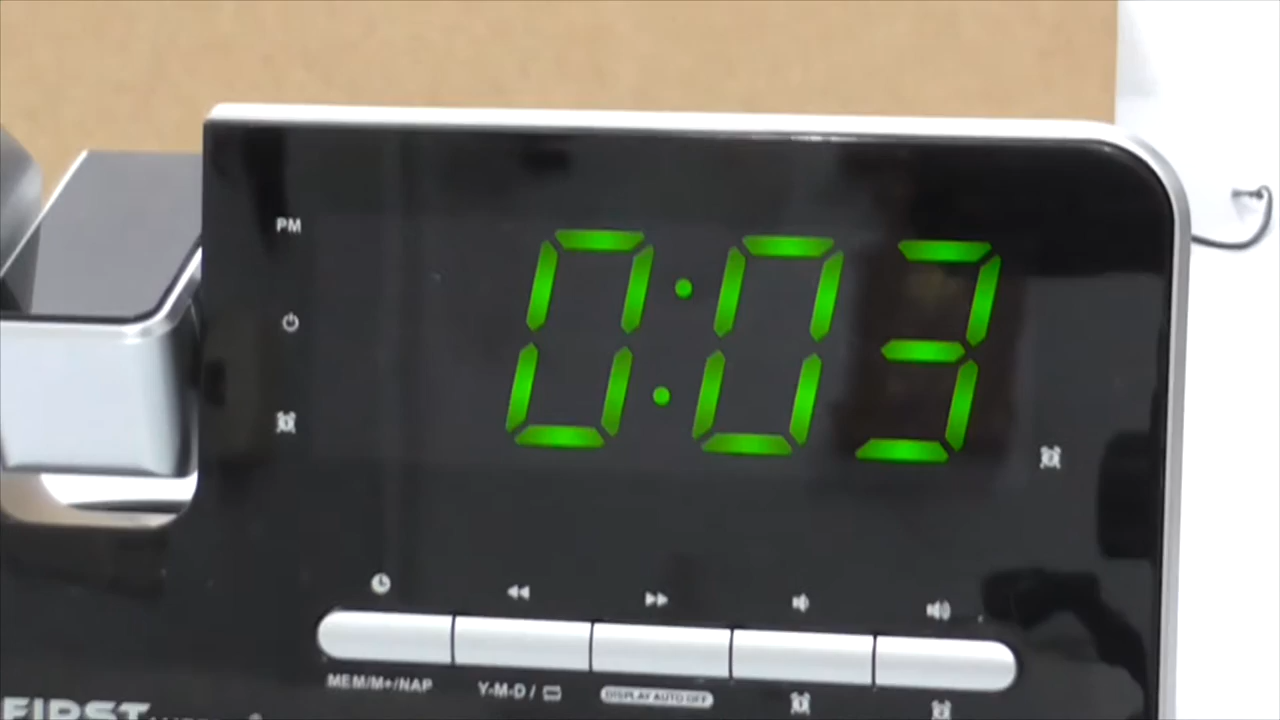 PM
0:03
MEM/M+/NAP
Y-M-D /
DISPLAY AUTO OFF
FIRST